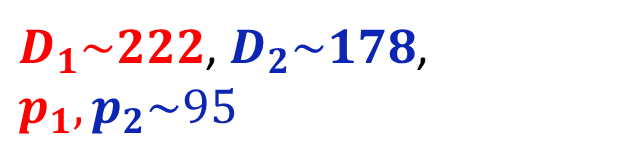 D₁~222, D₂~178,
p₁, p₂~95